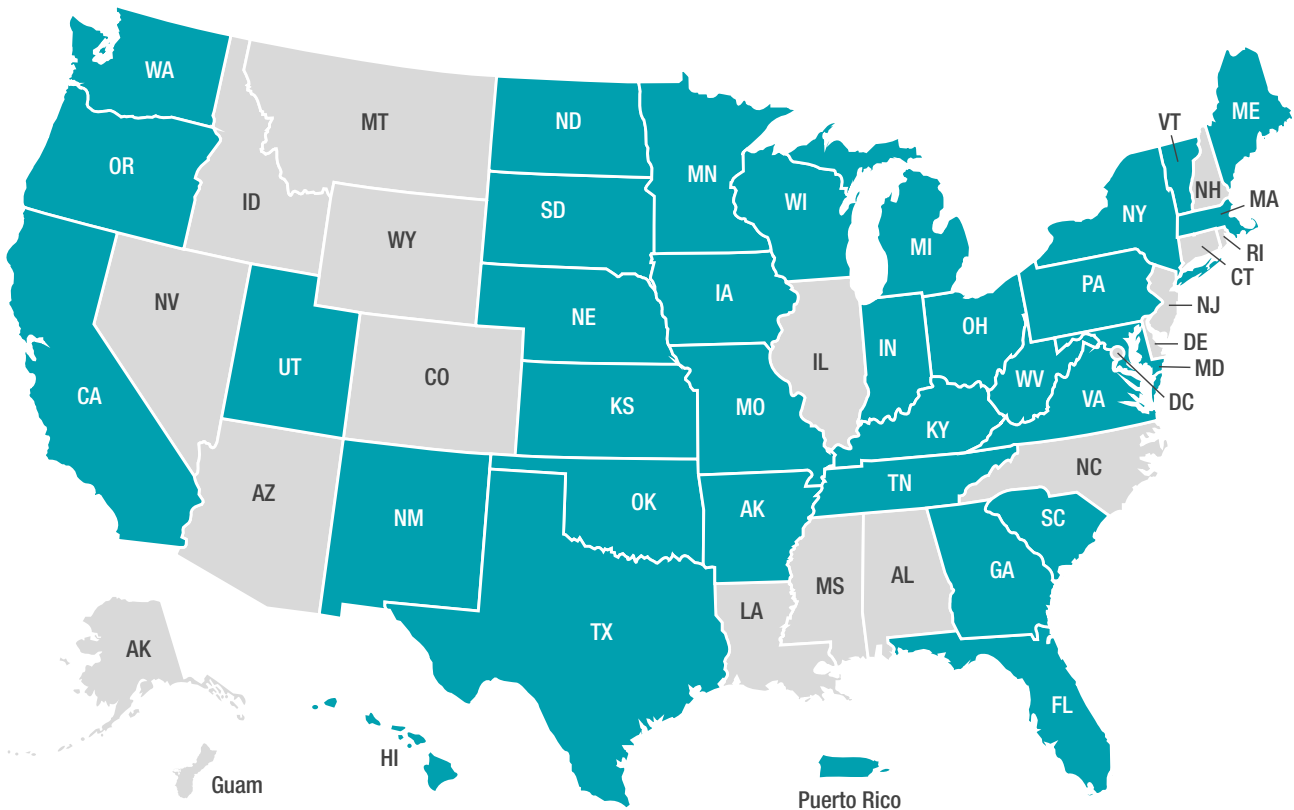 WA
MT
ND
ME
VT
OR
MN
ID
SD
WI
NH
MA
NY
WY
MI
RI
CT
PA
IA
NV
NJ
NE
OH
DE
IL
IN
MD
UT
CO
WV
DC
CA
KS
MO
VA
KY
NC
AZ
TN
OK
AK
NM
SC
GA
MS
AL
LA
TX
AK
FL
HI
Guam
Puerto Rico